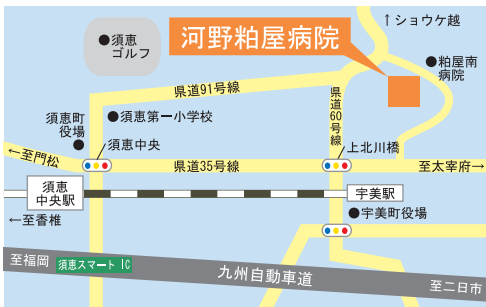 ↑ショウケ越
河野粕屋病院
須恵
ゴルフ
粕屋南
病院
県道91号線
県道60号線
須恵町
役場
須恵第一小学校
須恵中央
上北川橋
←至門松
県道35号線
至太宰府→
須恵
中央駅
宇美駅
←至香椎
宇美町役場
至福岡
須恵スマートIC
九州自動車道
至二日市